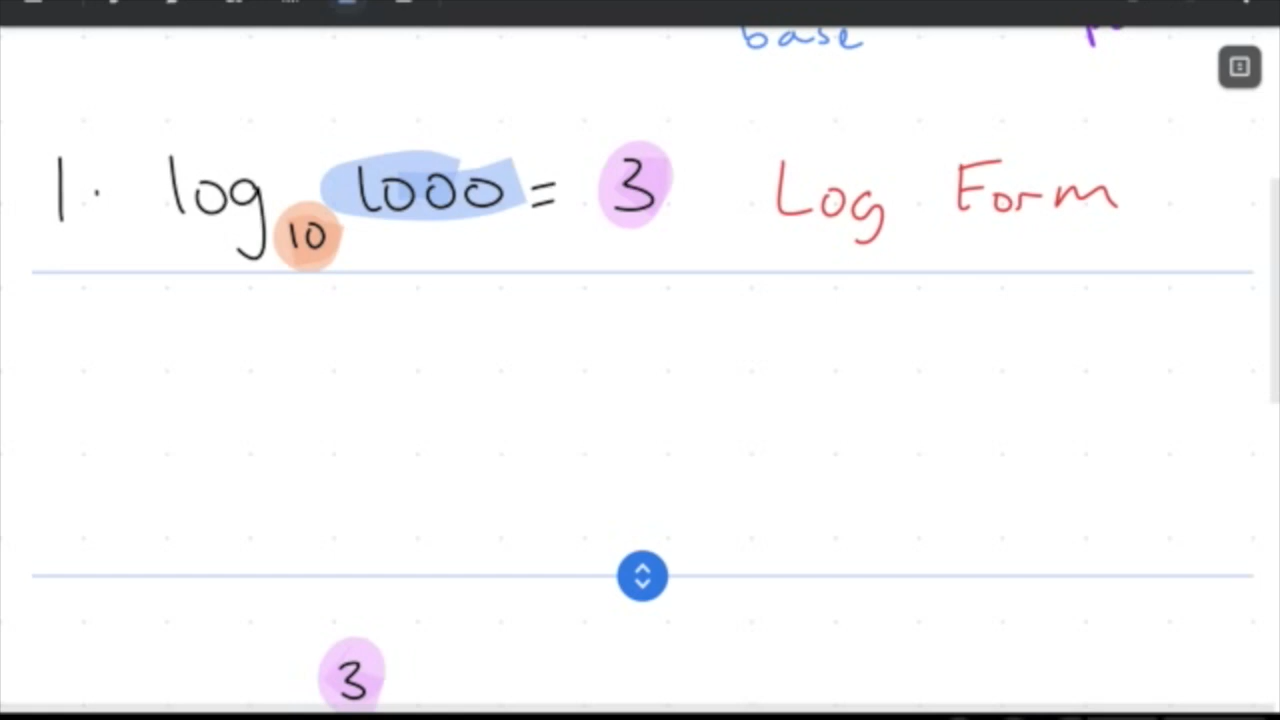 base
1. log₁₀ 1000 = 3 Log Form
3